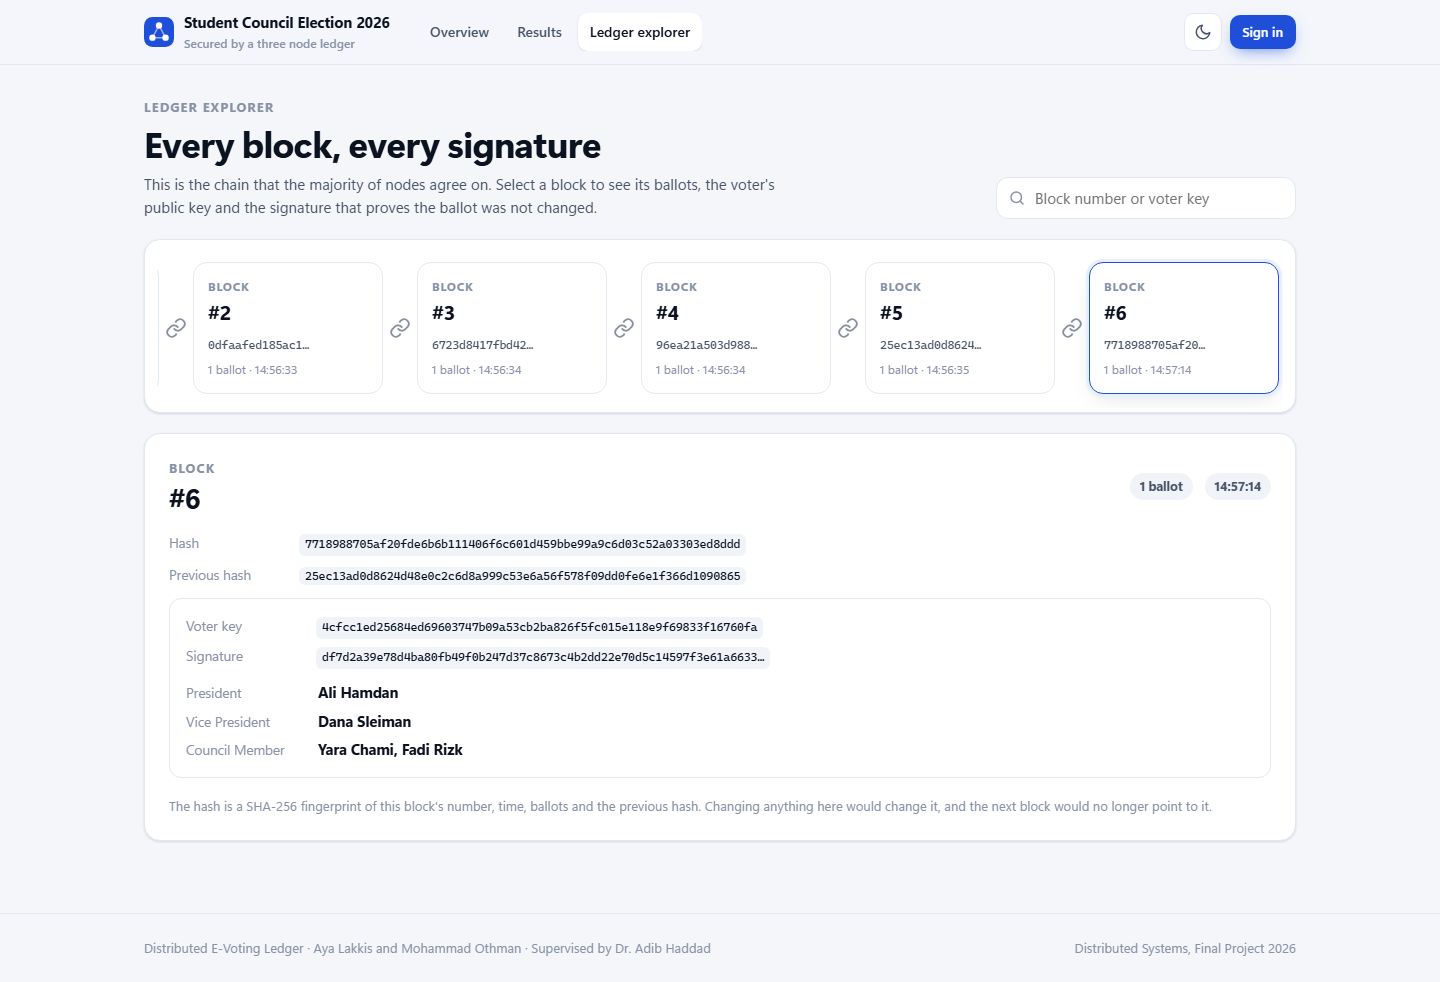 Student Council Election 2026
Secured by a three node ledger
Overview
Results
Ledger explorer
Sign in
LEDGER EXPLORER
Every block, every signature
This is the chain that the majority of nodes agree on. Select a block to see its ballots, the voter's
public key and the signature that proves the ballot was not changed.
Block number or voter key
BLOCK
#2
0dfaafed185ac1…
1 ballot · 14:56:33
BLOCK
#3
6723d8417fbd42…
1 ballot · 14:56:34
BLOCK
#4
96ea21a503d988…
1 ballot · 14:56:34
BLOCK
#5
25ec13ad0d8624…
1 ballot · 14:56:35
BLOCK
#6
7718988705af20…
1 ballot · 14:57:14
BLOCK
#6
1 ballot
14:57:14
Hash
7718988705af20fde6b6b111406f6c601d459bbe99a9c6d03c52a03303ed8ddd
Previous hash
25ec13ad0d8624d48e0c2c6d8a999c53e6a56f578f09dd0fe6e1f366d1090865
Voter key
4cfcc1ed25684ed69603747b09a53cb2ba826f5fc015e118e9f69833f16760fa
Signature
df7d2a39e78d4ba80fb49f0b247d37c8673c4b2dd22e70d5c14597f3e61a6633…
President
Ali Hamdan
Vice President
Dana Sleiman
Council Member
Yara Chami, Fadi Rizk
The hash is a SHA-256 fingerprint of this block's number, time, ballots and the previous hash. Changing anything here would change it, and the next block would no longer point to it.
Distributed E-Voting Ledger · Aya Lakkis and Mohammad Othman · Supervised by Dr. Adib Haddad
Distributed Systems, Final Project 2026